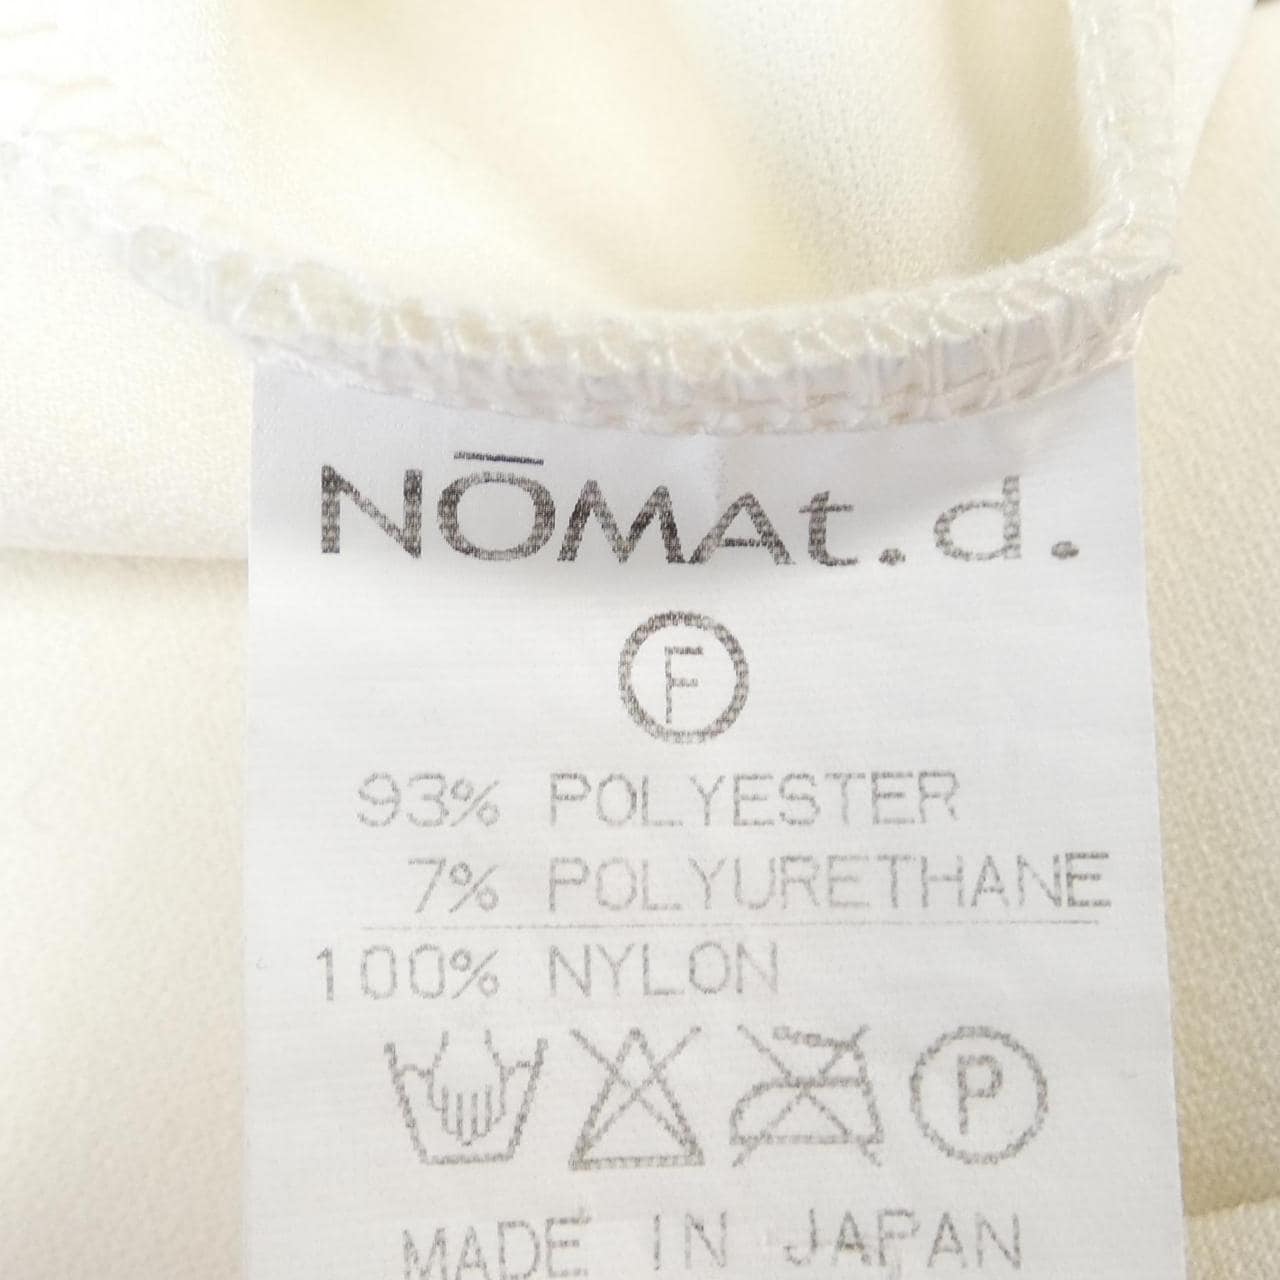 NŌMAt.d.
F
93% POLYESTER
7% POLYURETHANE
100% NYLON
P
MADE IN JAPAN